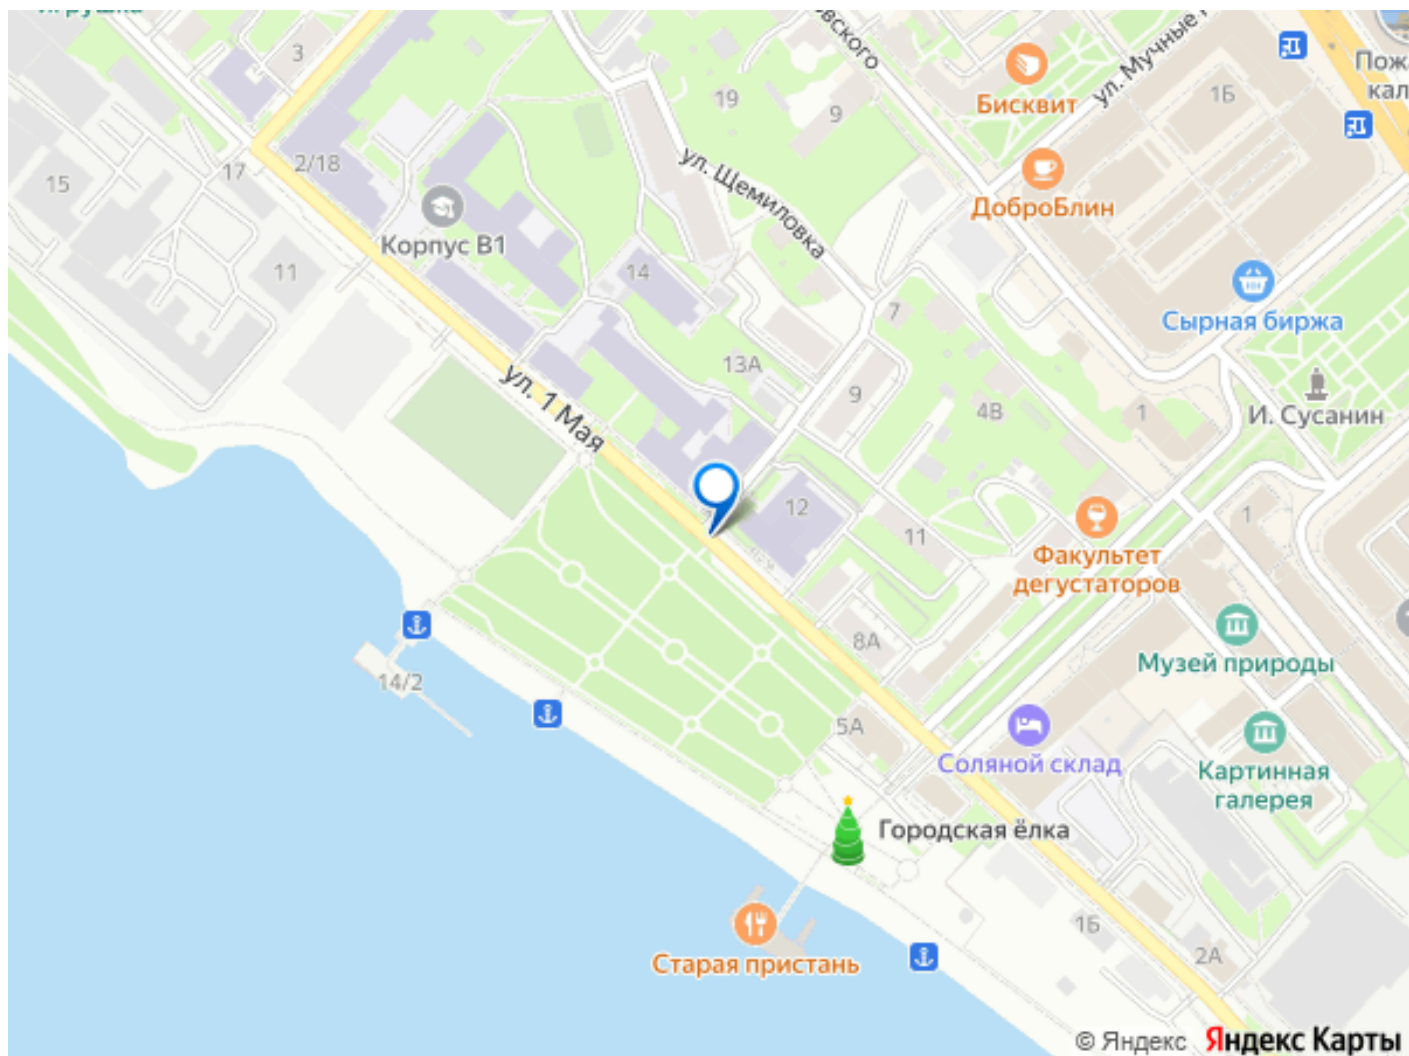 3
19
9
Бисквит
ул. Мучные
1Б
2/18
17
15
ул. Щемиловка
ДоброБлин
Корпус В1
11
14
7
Сырная биржа
13А
9
4В
1
И. Сусанин
ул. 1 Мая
12
11
1
Факультет
дегустаторов
8А
Музей природы
14/2
5А
Соляной склад
Картинная
галерея
Городская ёлка
1Б
2А
Старая пристань
© Яндекс Яндекс Карты